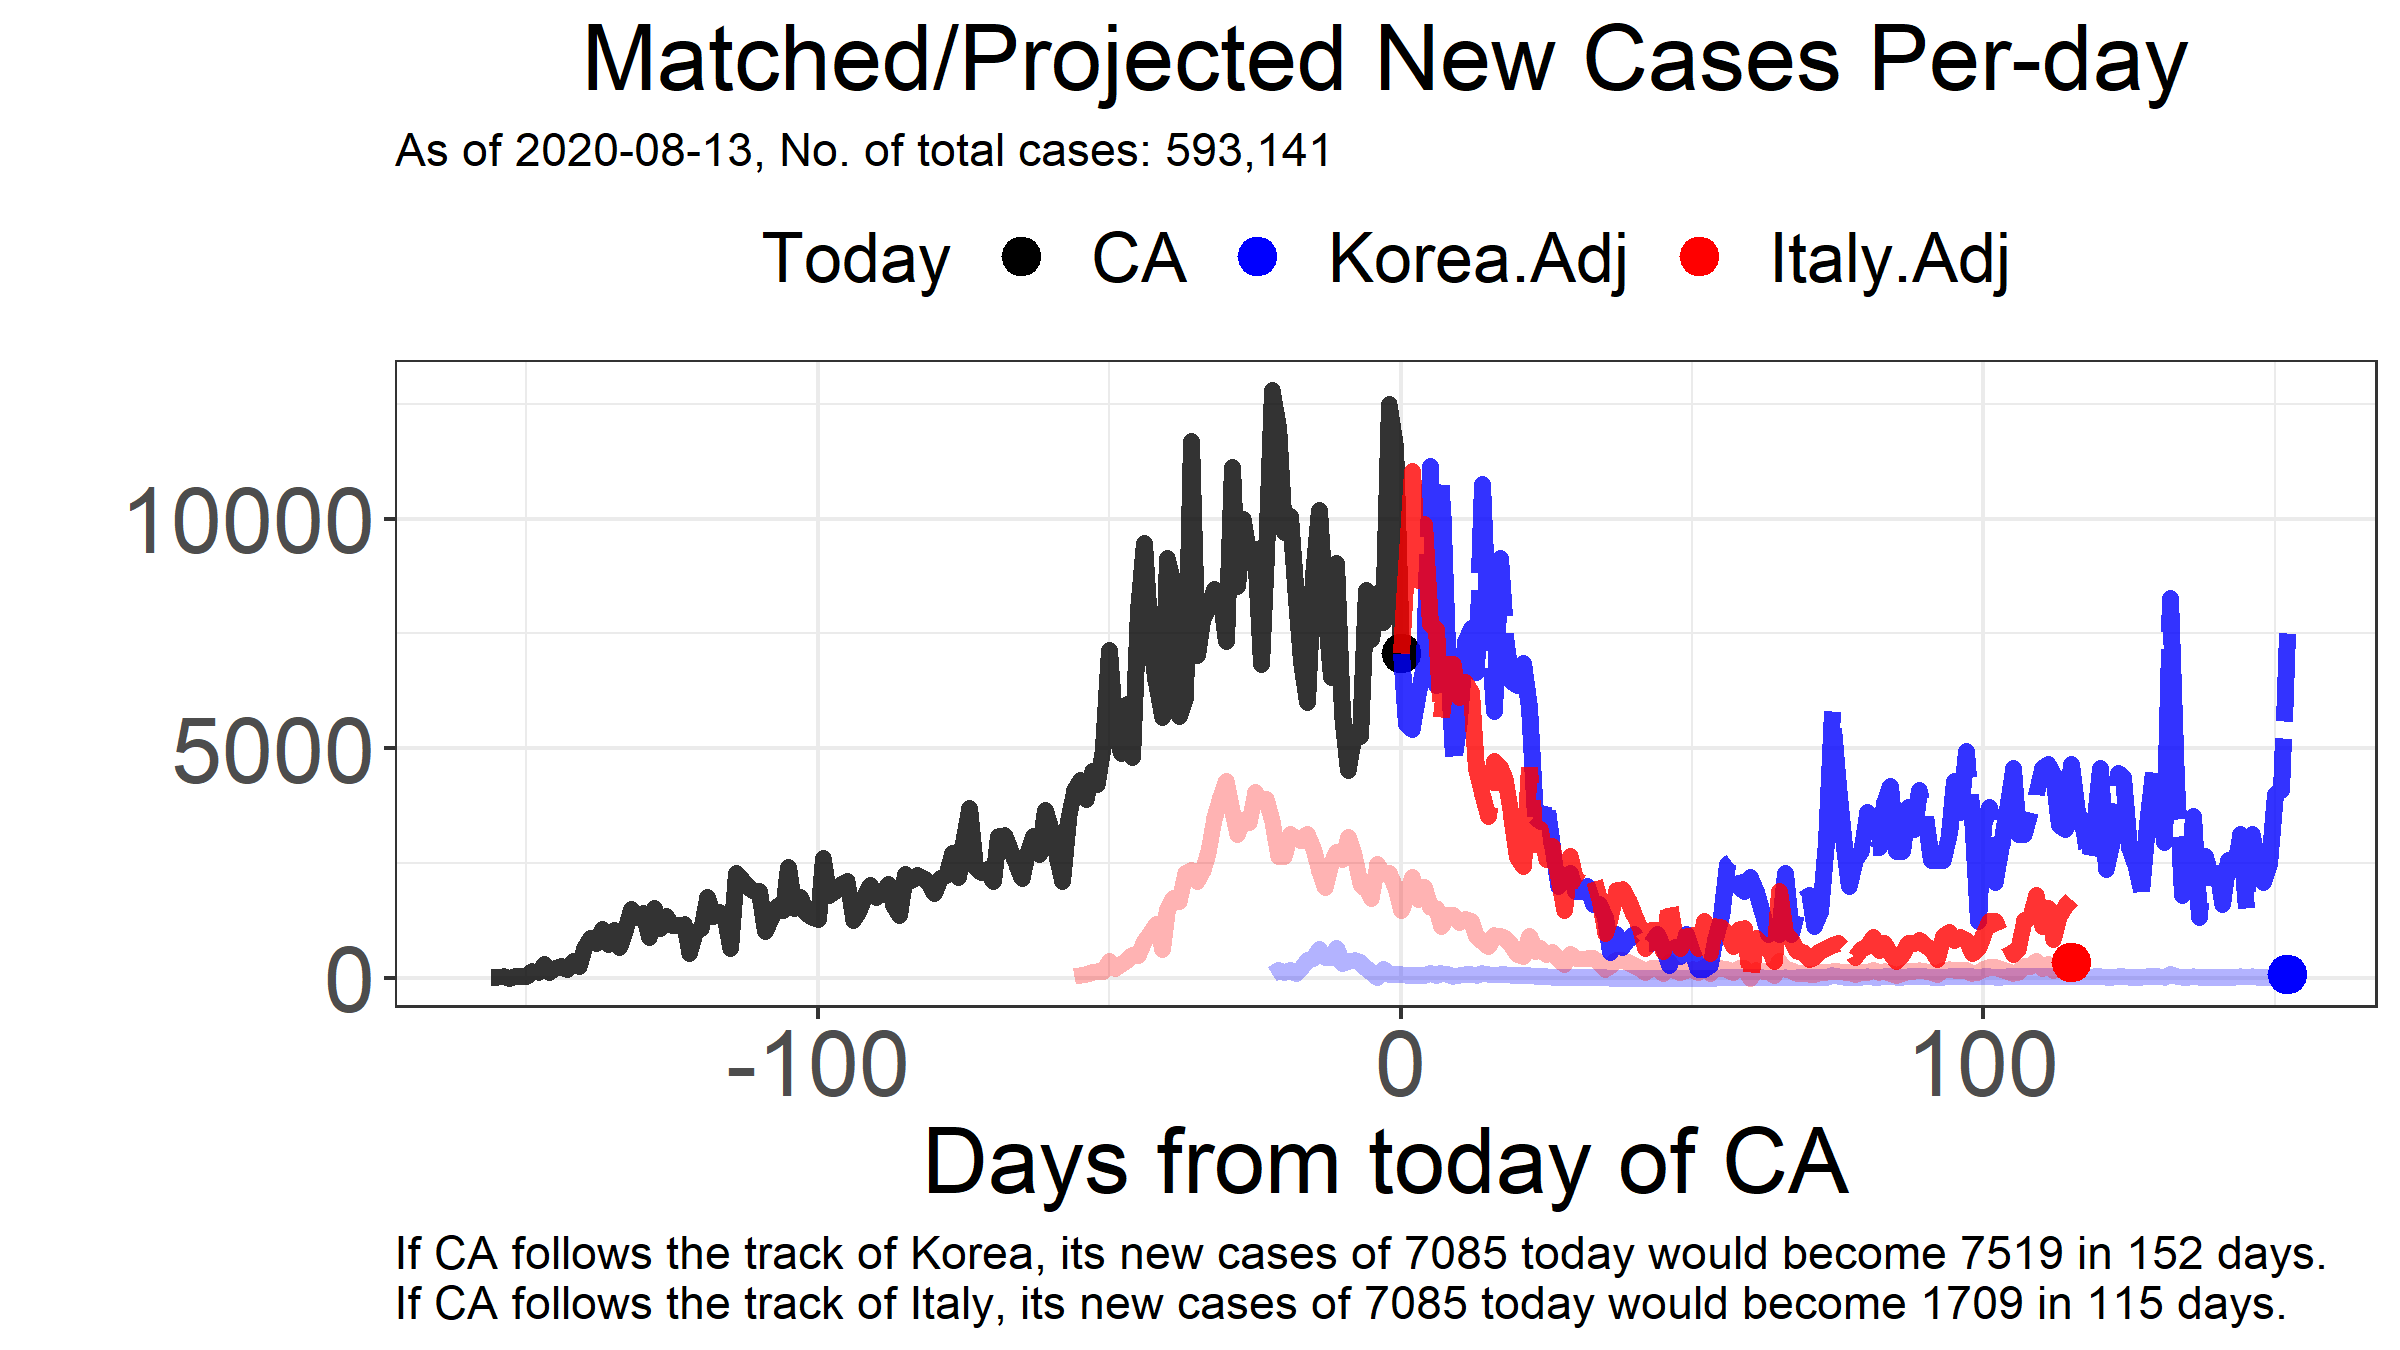 Matched/Projected New Cases Per-day
As of 2020-08-13, No. of total cases: 593,141
Today CA Korea.Adj Italy.Adj
10000
5000
0
-100 0 100
Days from today of CA
If CA follows the track of Korea, its new cases of 7085 today would become 7519 in 152 days.
If CA follows the track of Italy, its new cases of 7085 today would become 1709 in 115 days.